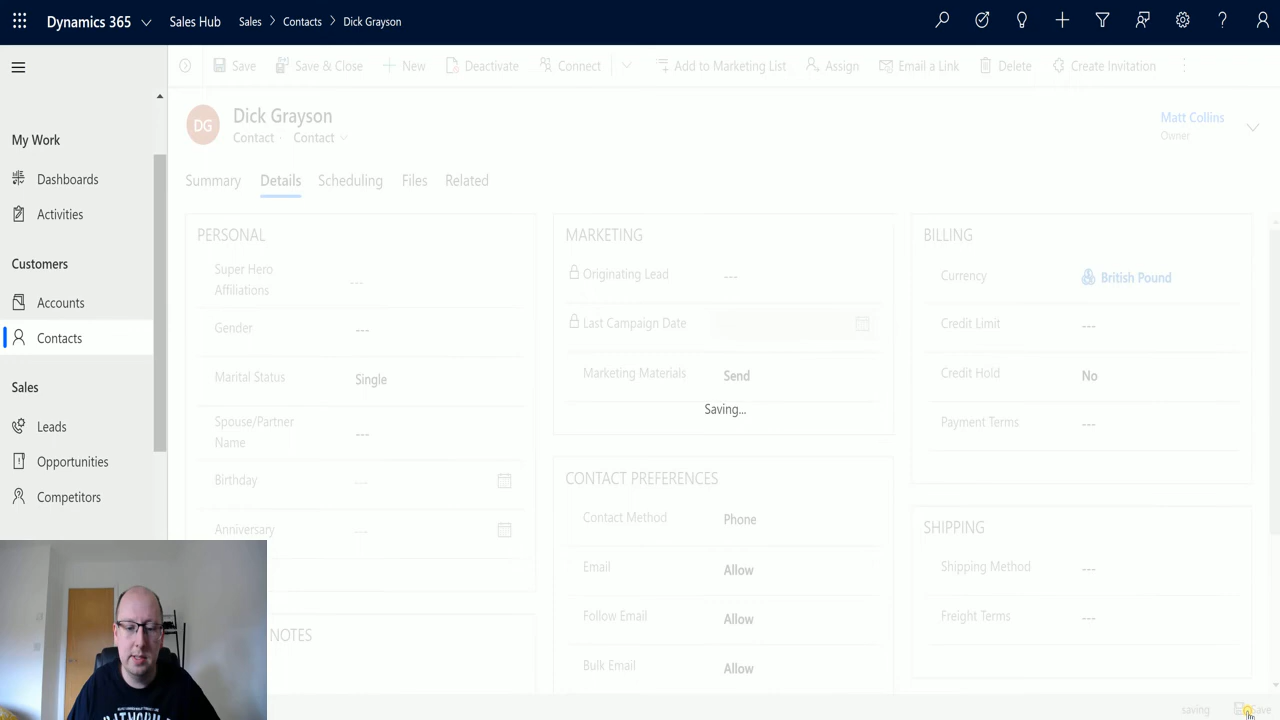 Dynamics 365
Sales Hub
Sales > Contacts > Dick Grayson
Save
Save & Close
New
Deactivate
Connect
Add to Marketing List
Assign
Email a Link
Delete
Create Invitation
DG
Dick Grayson
Contact · Contact
Matt Collins
Owner
Summary
Details
Scheduling
Files
Related
My Work
Dashboards
Activities
Customers
Accounts
Contacts
Sales
Leads
Opportunities
Competitors
PERSONAL
Super Hero
Affiliations
---
Gender
---
Marital Status
Single
Spouse/Partner
Name
---
Birthday
---
Anniversary
---
NOTES
MARKETING
Originating Lead
---
Last Campaign Date
Marketing Materials
Send
Saving...
CONTACT PREFERENCES
Contact Method
Phone
Email
Allow
Follow Email
Allow
Bulk Email
Allow
BILLING
Currency
British Pound
Credit Limit
---
Credit Hold
No
Payment Terms
---
SHIPPING
Shipping Method
---
Freight Terms
---
saving
Save